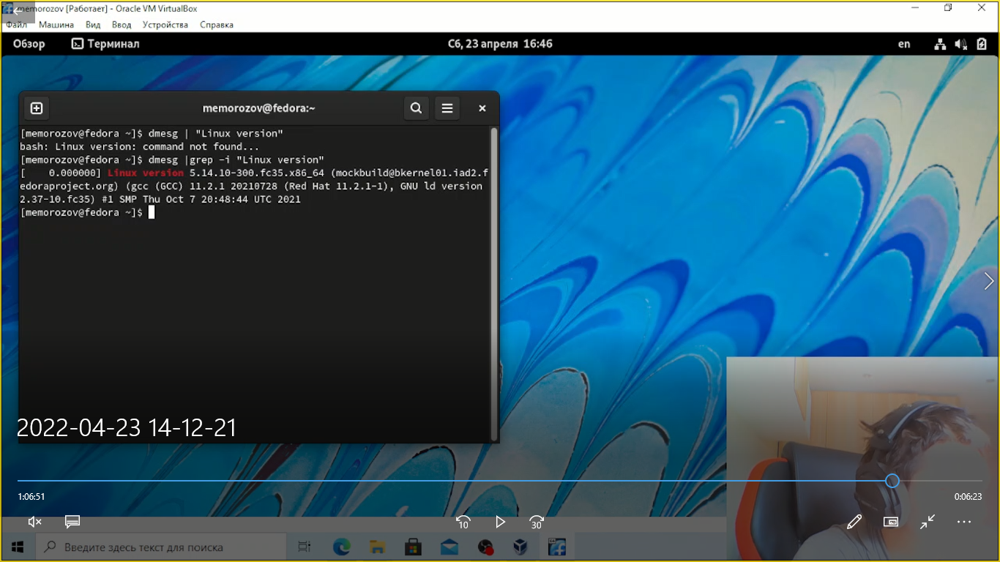 memorozov [Работает] - Oracle VM VirtualBox
Файл Машина Вид Ввод Устройства Справка
Обзор Терминал Сб, 23 апреля 16:46 en
memorozov@fedora:~
[memorozov@fedora ~]$ dmesg | "Linux version"
bash: Linux version: command not found...
[memorozov@fedora ~]$ dmesg |grep -i "Linux version"
[    0.000000] Linux version 5.14.10-300.fc35.x86_64 (mockbuild@bkernel01.iad2.f
edoraproject.org) (gcc (GCC) 11.2.1 20210728 (Red Hat 11.2.1-1), GNU ld version
2.37-10.fc35) #1 SMP Thu Oct 7 20:48:44 UTC 2021
[memorozov@fedora ~]$
2022-04-23 14-12-21
1:06:51 0:06:23
10 30
Введите здесь текст для поиска